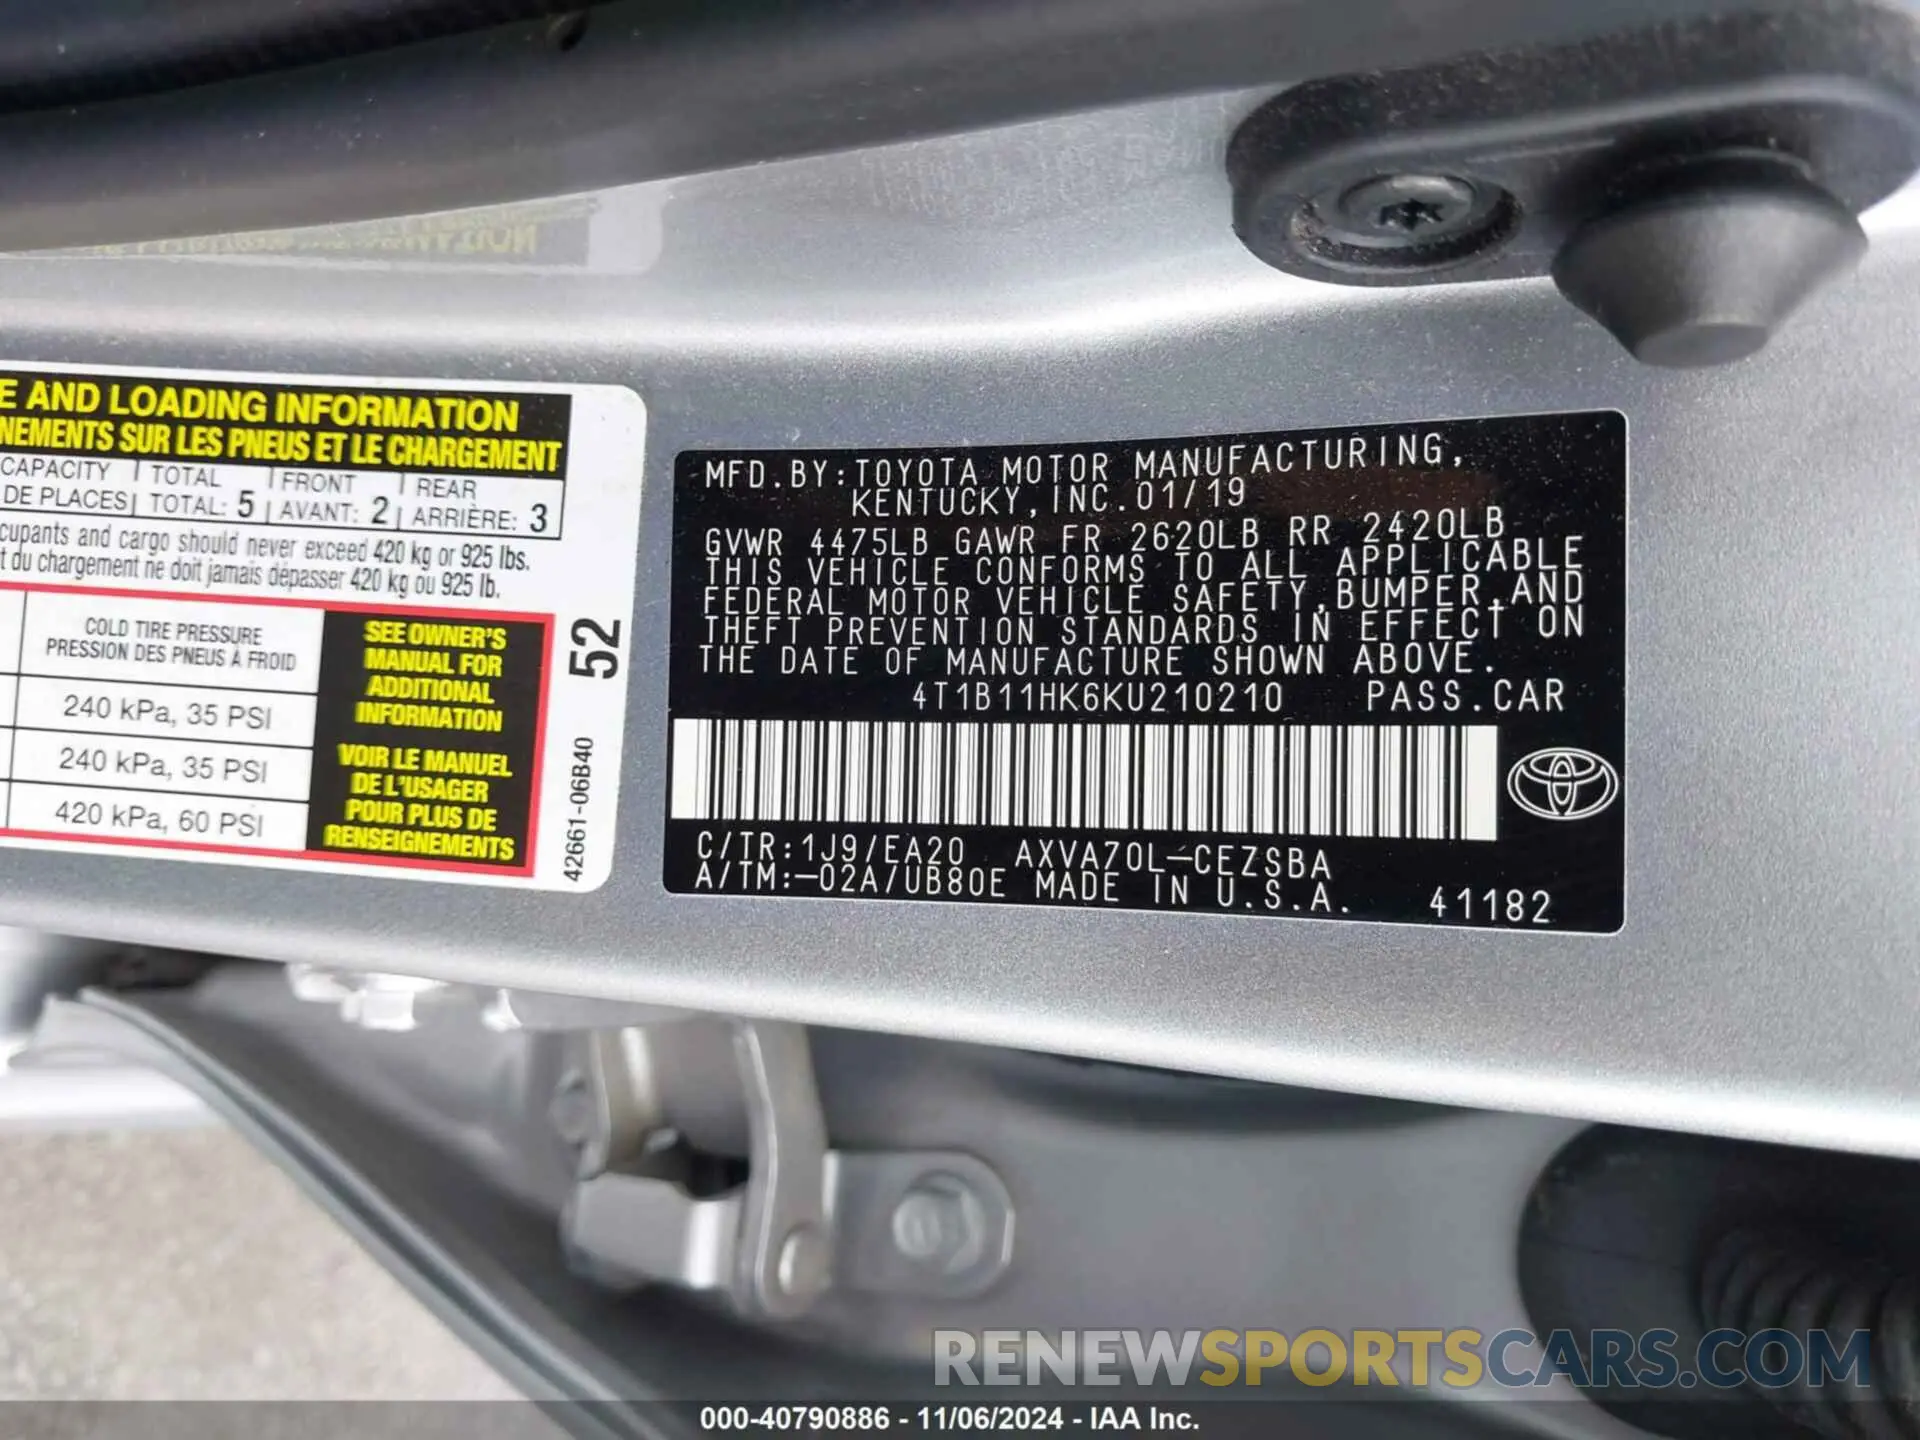 E AND LOADING INFORMATION
NEMENTS SUR LES PNEUS ET LE CHARGEMENT
CAPACITY | TOTAL | FRONT | REAR
DE PLACES | TOTAL: 5 | AVANT: 2 | ARRIÈRE: 3
cupants and cargo should never exceed 420 kg or 925 lbs.
t du chargement ne doit jamais dépasser 420 kg ou 925 lb.
COLD TIRE PRESSURE
PRESSION DES PNEUS À FROID
240 kPa, 35 PSI
240 kPa, 35 PSI
420 kPa, 60 PSI
SEE OWNER'S
MANUAL FOR
ADDITIONAL
INFORMATION
VOIR LE MANUEL
DE L'USAGER
POUR PLUS DE
RENSEIGNEMENTS
52
42661-06B40
MFD.BY:TOYOTA MOTOR MANUFACTURING,
KENTUCKY,INC.01/19
GVWR 4475LB GAWR FR 2620LB RR 2420LB
THIS VEHICLE CONFORMS TO ALL APPLICABLE
FEDERAL MOTOR VEHICLE SAFETY,BUMPER,AND
THEFT PREVENTION STANDARDS IN EFFECT ON
THE DATE OF MANUFACTURE SHOWN ABOVE.
4T1B11HK6KU210210 PASS.CAR
C/TR:1J9/EA20 AXVA70L-CEZSBA
A/TM:-02A/UB80E MADE IN U.S.A. 41182
RENEWSPORTSCARS.COM
000-40790886 - 11/06/2024 - IAA Inc.